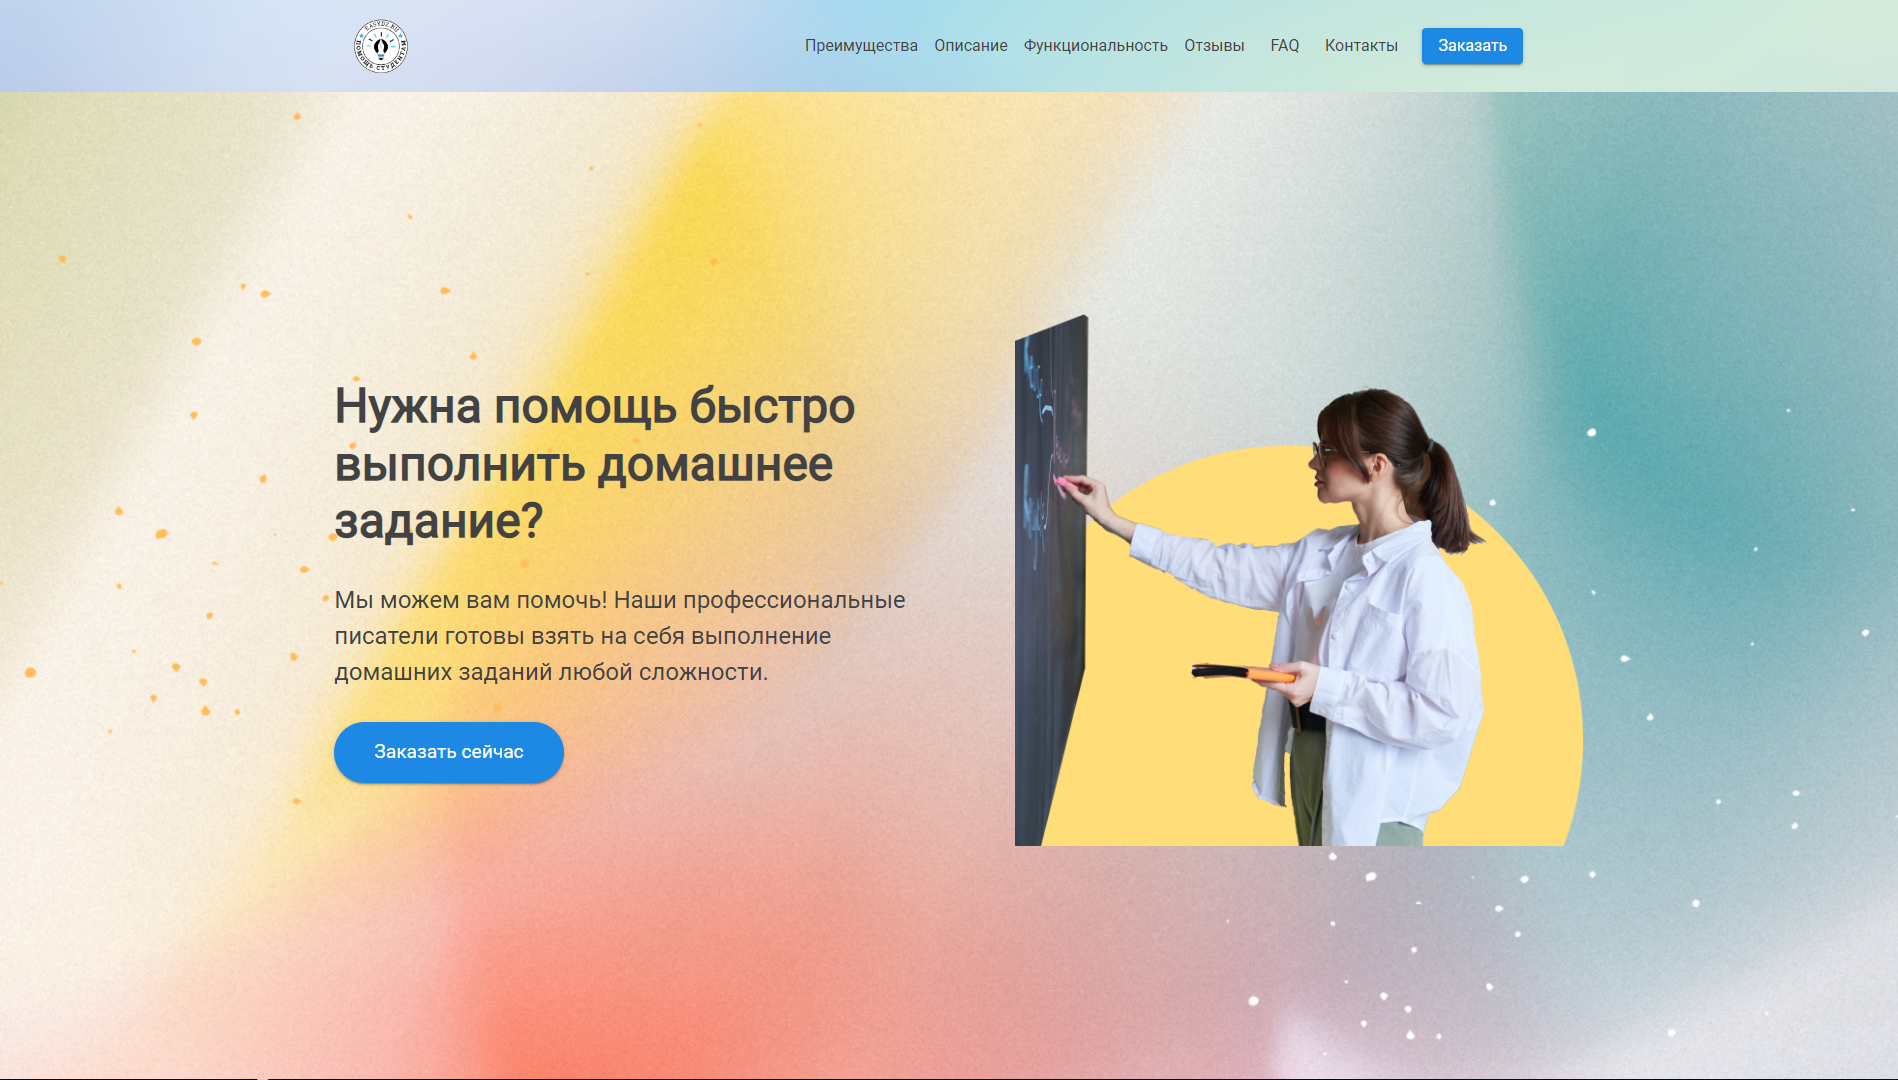 EASYDZ.RU
ПОМОЩЬ СТУДЕНТАМ
Преимущества Описание Функциональность Отзывы FAQ Контакты Заказать
Нужна помощь быстро
выполнить домашнее
задание?
Мы можем вам помочь! Наши профессиональные
писатели готовы взять на себя выполнение
домашних заданий любой сложности.
Заказать сейчас